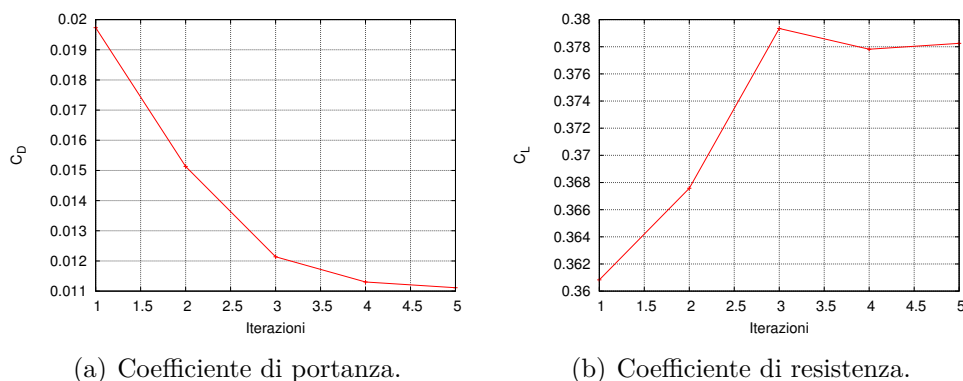 0.02
0.019
0.018
0.017
0.016
0.015
0.014
0.013
0.012
0.011
C_D
1 1.5 2 2.5 3 3.5 4 4.5 5
Iterazioni
(a) Coefficiente di portanza.
0.38
0.378
0.376
0.374
0.372
0.37
0.368
0.366
0.364
0.362
0.36
C_L
1 1.5 2 2.5 3 3.5 4 4.5 5
Iterazioni
(b) Coefficiente di resistenza.